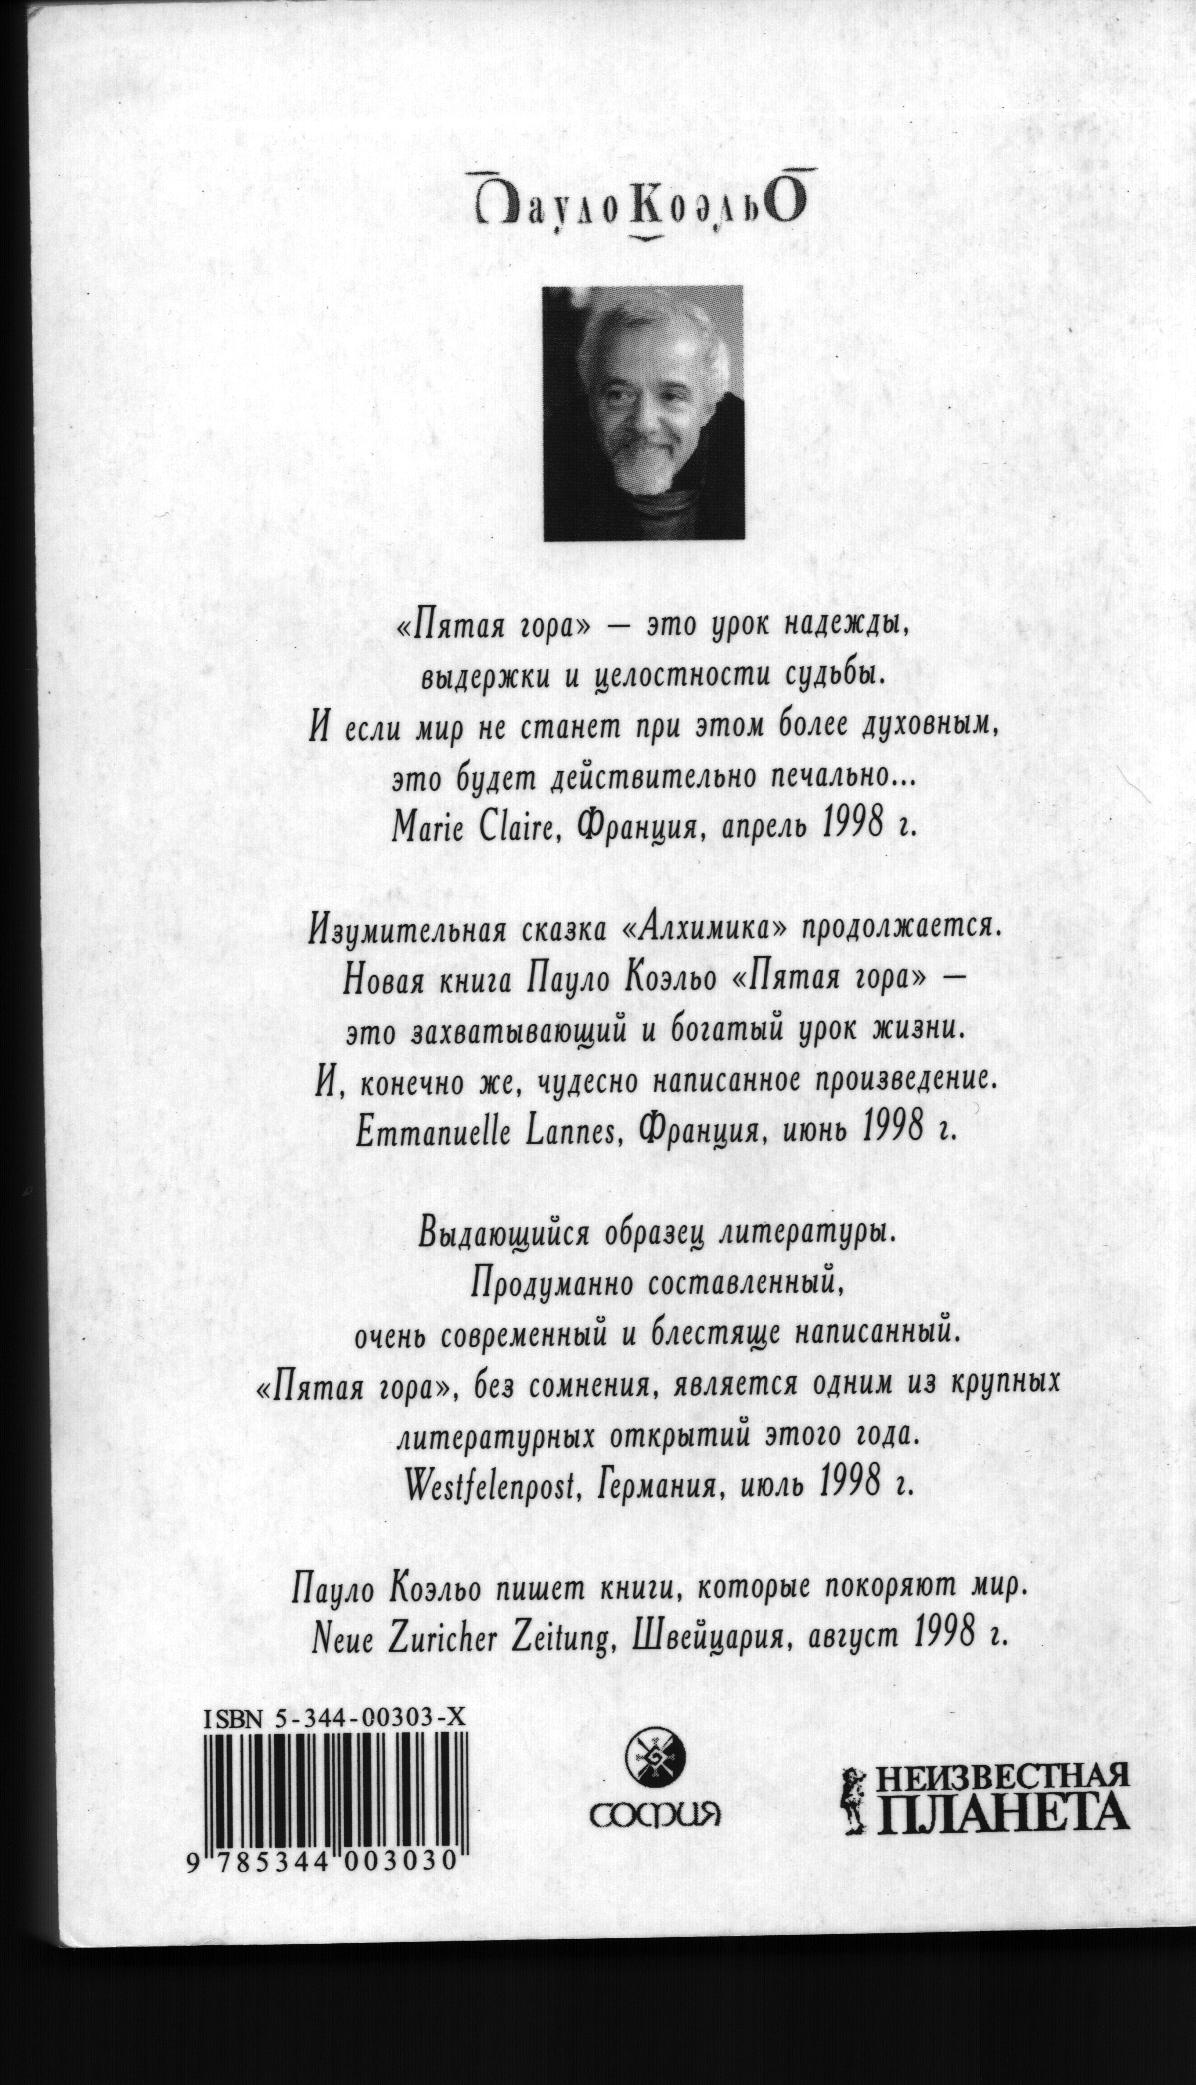 Пауло Коэльо
«Пятая гора» — это урок надежды,
выдержки и целостности судьбы.
И если мир не станет при этом более духовным,
это будет действительно печально...
Marie Claire, Франция, апрель 1998 г.
Изумительная сказка «Алхимика» продолжается.
Новая книга Пауло Коэльо «Пятая гора» —
это захватывающий и богатый урок жизни.
И, конечно же, чудесно написанное произведение.
Emmanuelle Lannes, Франция, июнь 1998 г.
Выдающийся образец литературы.
Продуманно составленный,
очень современный и блестяще написанный.
«Пятая гора», без сомнения, является одним из крупных
литературных открытий этого года.
Westfelenpost, Германия, июль 1998 г.
Пауло Коэльо пишет книги, которые покоряют мир.
Neue Zuricher Zeitung, Швейцария, август 1998 г.
ISBN 5-344-00303-X
9 785344 003030
СОФИЯ
НЕИЗВЕСТНАЯ
ПЛАНЕТА